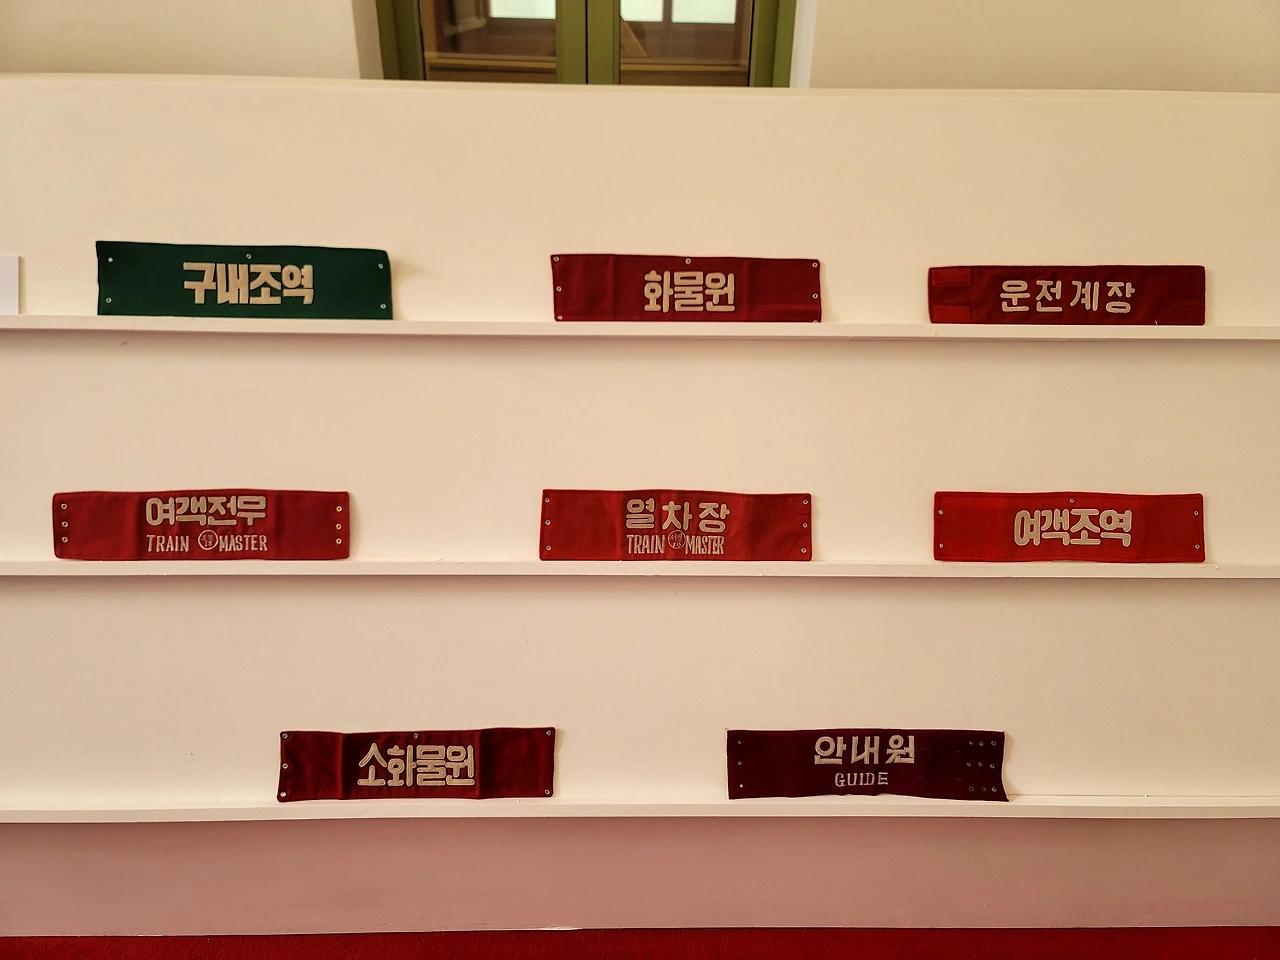 구내조역
화물원
운전계장
여객전무
TRAIN MASTER
열차장
TRAIN MASTER
여객조역
소화물원
안내원
GUIDE